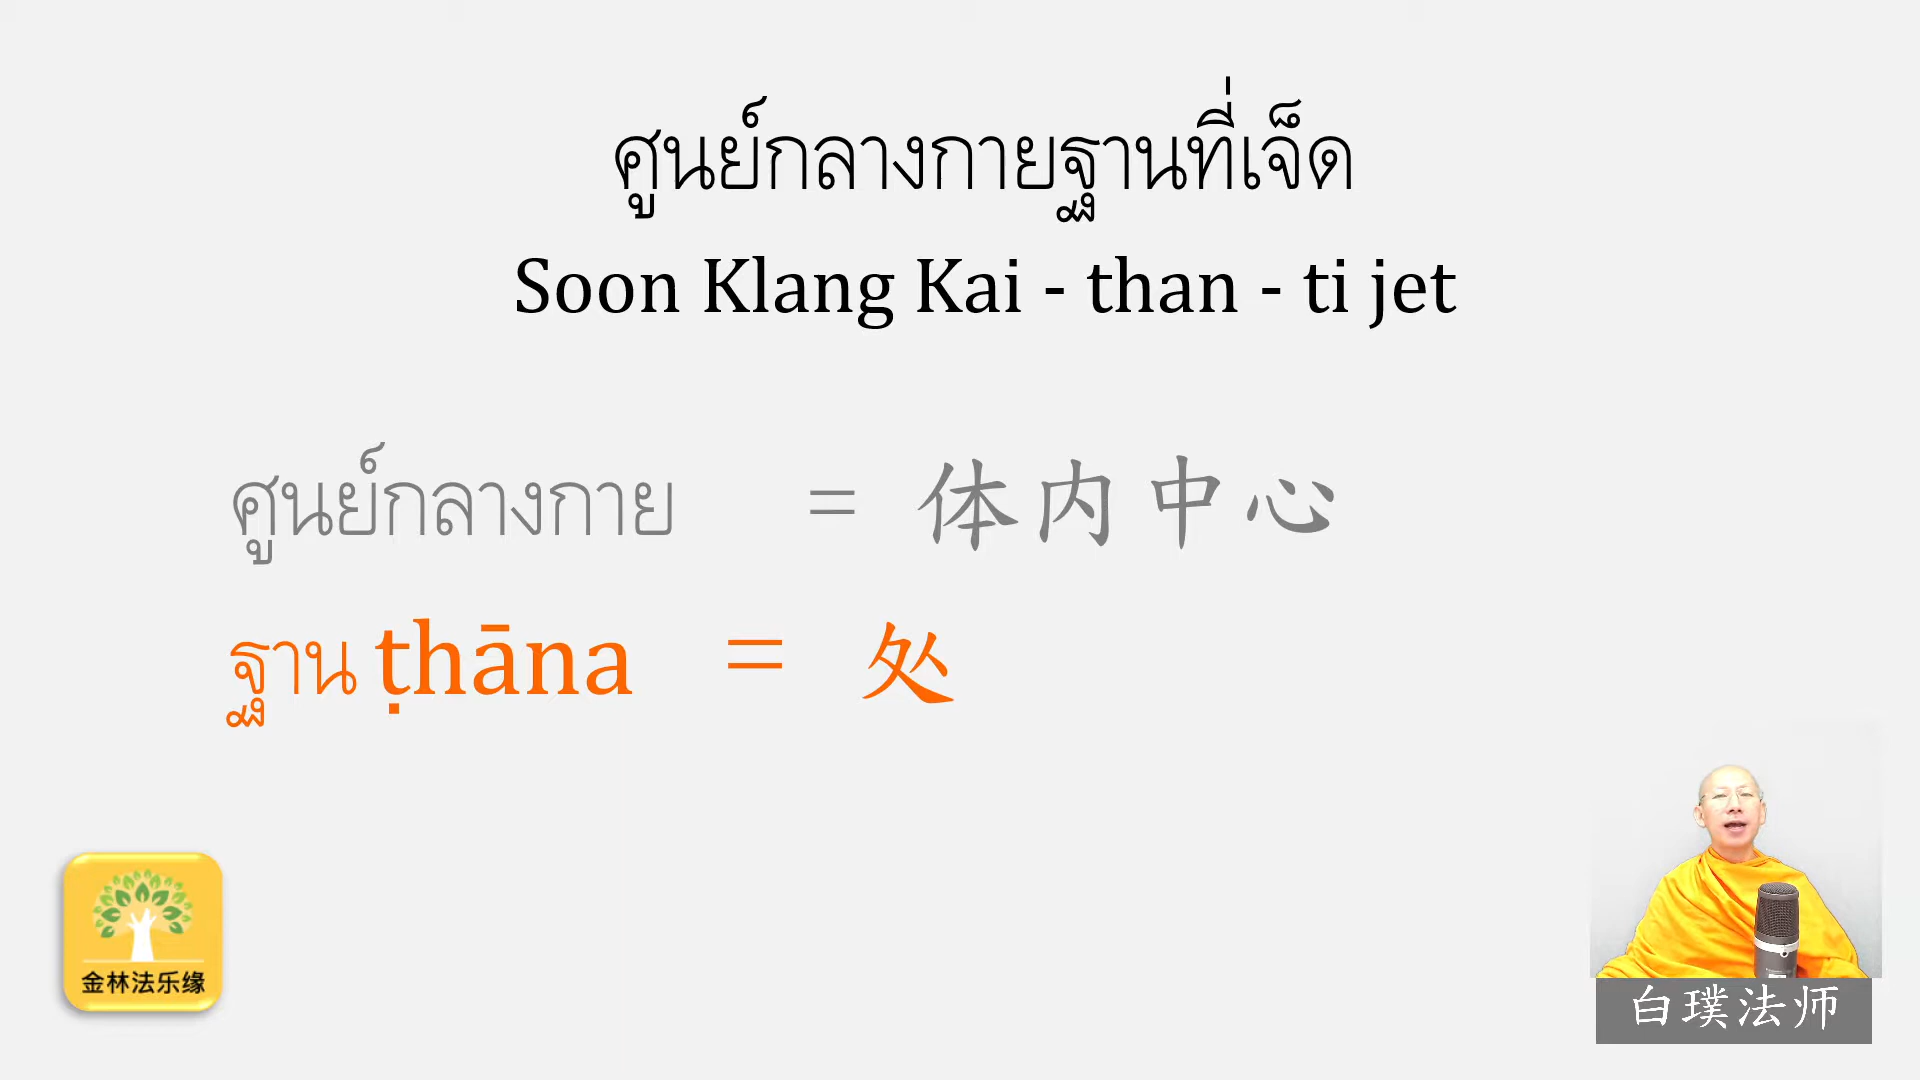 ศูนย์กลางกายฐานที่เจ็ด
Soon Klang Kai - than - ti jet
ศูนย์กลางกาย = 体内中心
ฐาน ṭhāna = 处
金林法乐缘
白璞法师